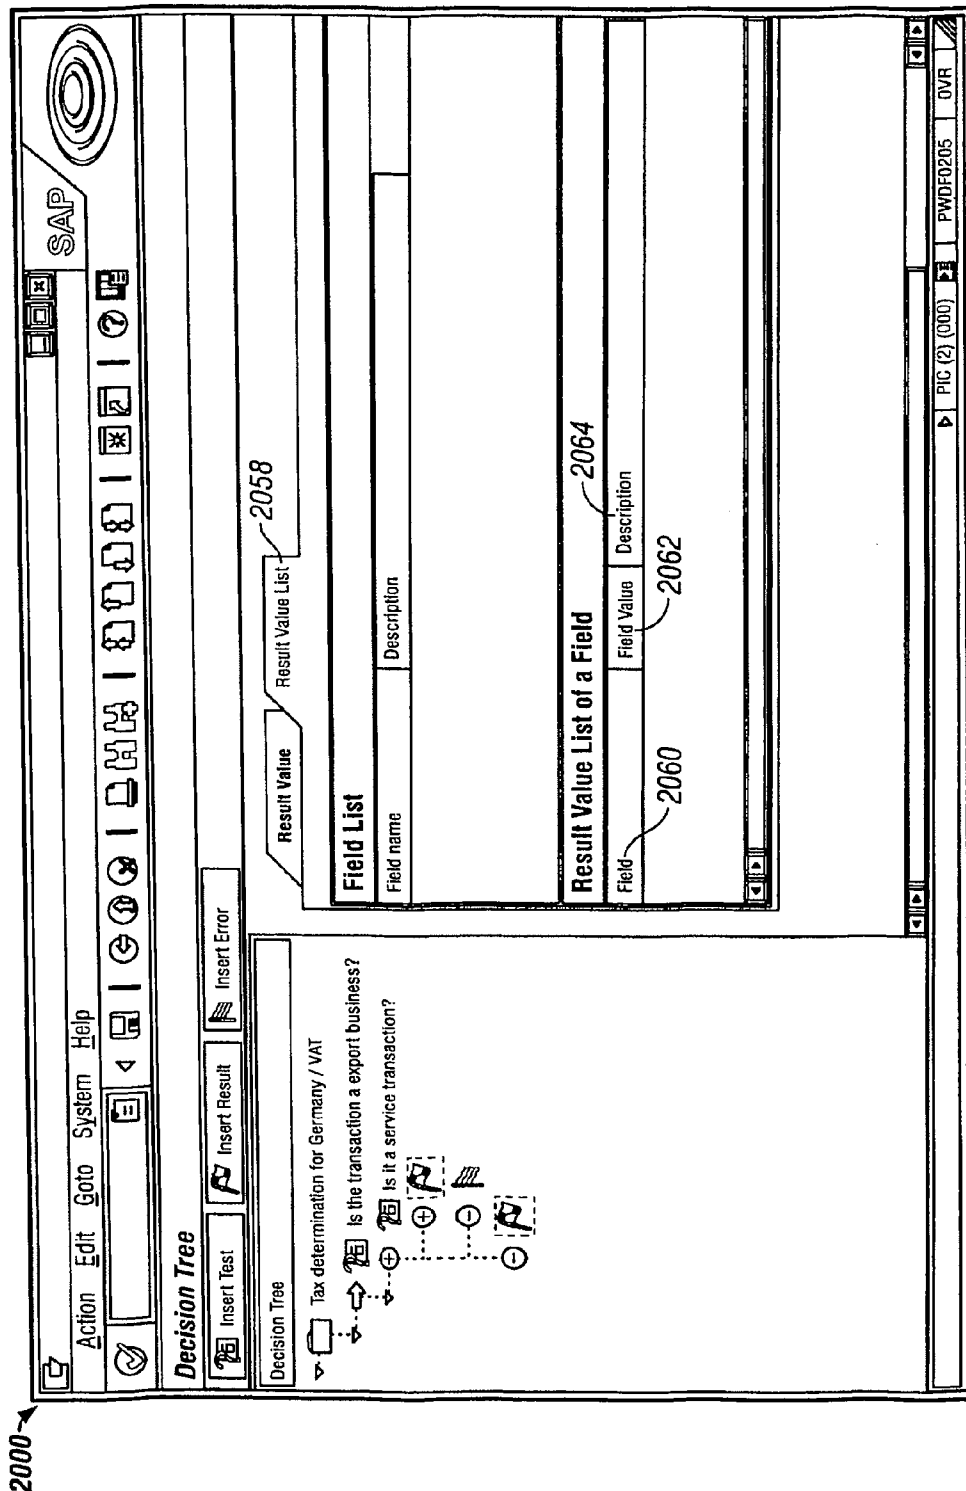 2000
SAP
Action Edit Goto System Help
Decision Tree
Insert Test
Insert Result
Insert Error
Decision Tree
Tax determination for Germany / VAT
Is the transaction a export business?
Is it a service transaction?
Result Value
Result Value List
2058
Field List
Field name
Description
Result Value List of a Field
Field
Field Value
Description
2060
2062
2064
PIC (2) (000)
PWDF0205
OVR